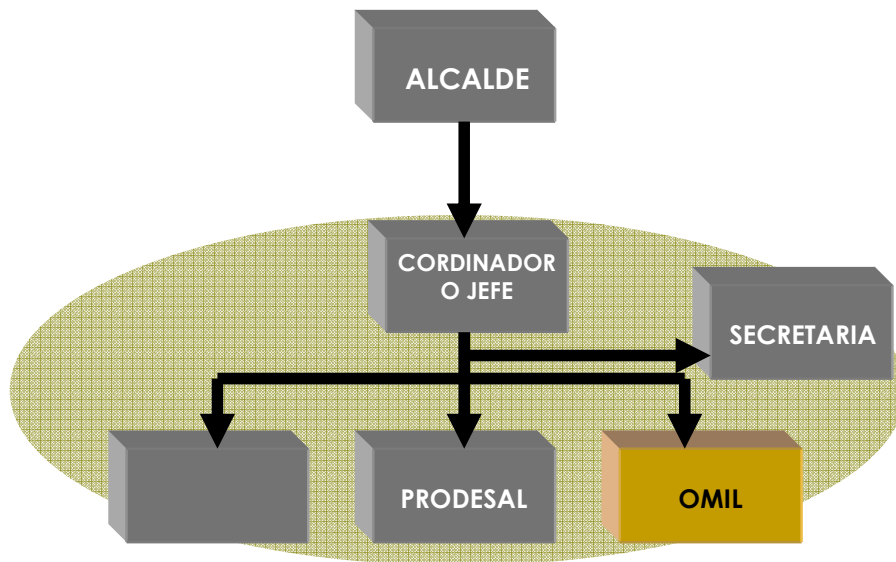 ALCALDE
CORDINADOR
O JEFE
SECRETARIA
PRODESAL
OMIL